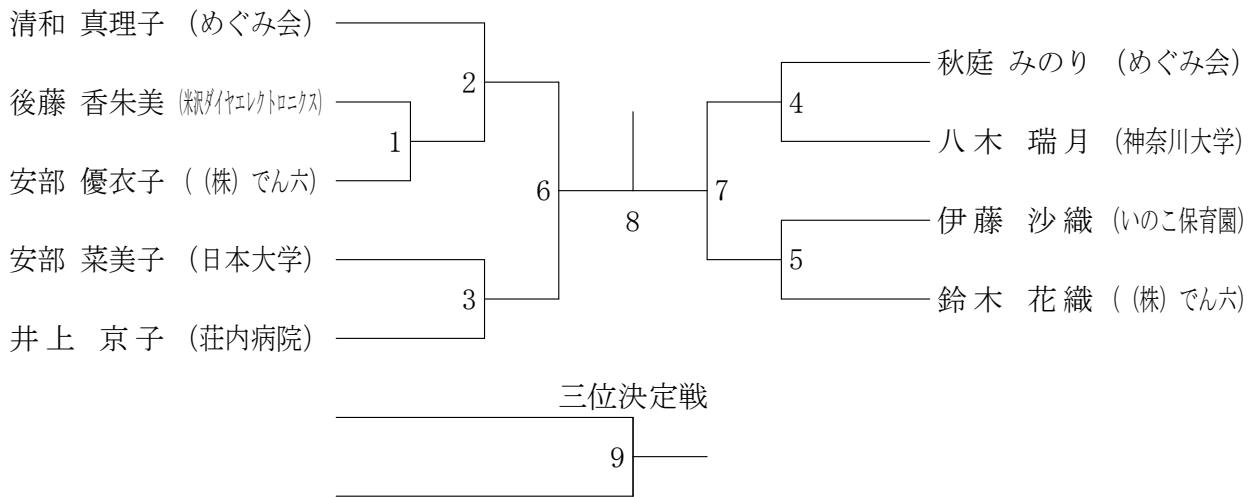 清和 真理子 (めぐみ会)
後藤 香朱美 (米沢ダイヤエレクトロニクス)
安部 優衣子 ( (株) でん六)
安部 菜美子 (日本大学)
井上 京子 (荘内病院)
1
2
3
6
8
7
4
5
秋庭 みのり (めぐみ会)
八木 瑞月 (神奈川大学)
伊藤 沙織 (いのこ保育園)
鈴木 花織 ( (株) でん六)
三位決定戦
9